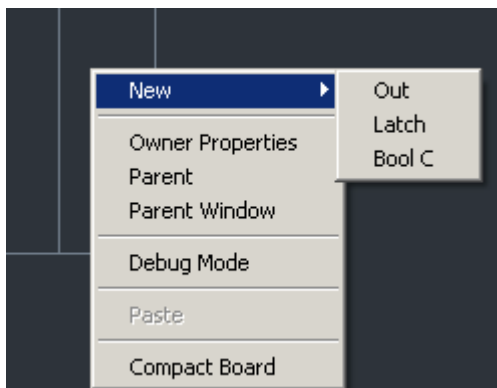 New
Owner Properties
Parent
Parent Window
Debug Mode
Paste
Compact Board
Out
Latch
Bool C